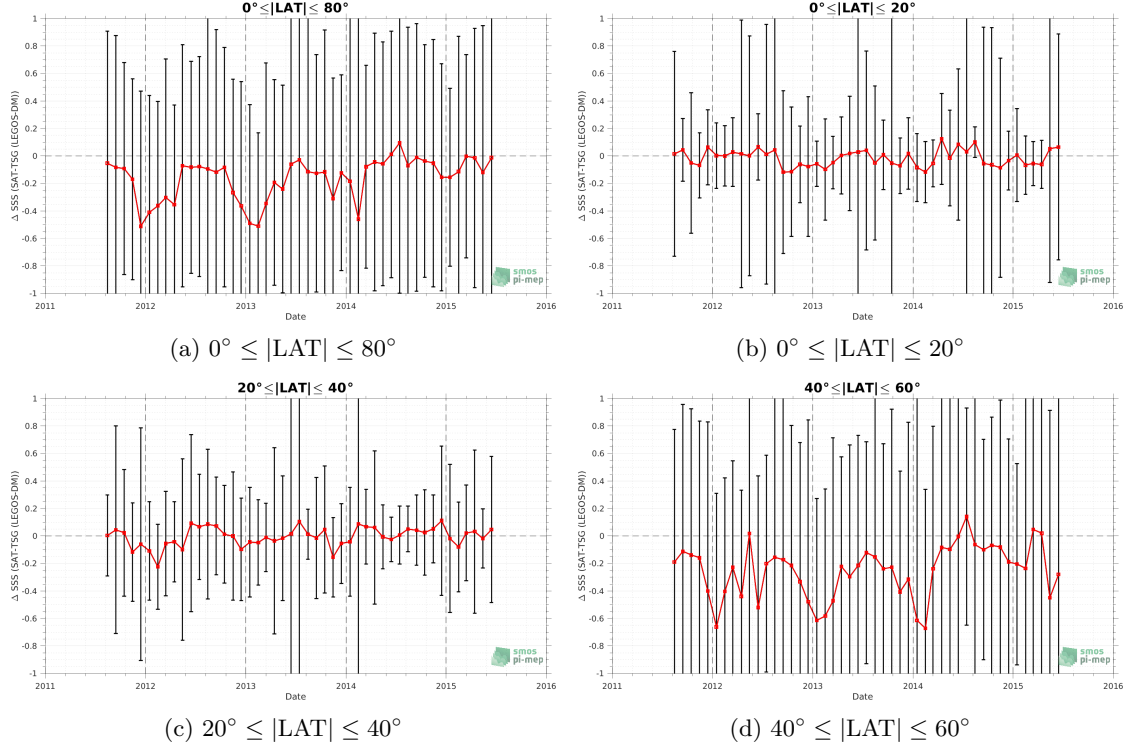 0°≤|LAT|≤ 80°
Δ SSS (SAT-TSG (LEGOS-DM))
1
0.8
0.6
0.4
0.2
0
-0.2
-0.4
-0.6
-0.8
-1
2011
2012
2013
2014
2015
2016
Date
smos
pi-mep
(a) 0° ≤ |LAT| ≤ 80°
0°≤|LAT|≤ 20°
Δ SSS (SAT-TSG (LEGOS-DM))
1
0.8
0.6
0.4
0.2
0
-0.2
-0.4
-0.6
-0.8
-1
2011
2012
2013
2014
2015
2016
Date
smos
pi-mep
(b) 0° ≤ |LAT| ≤ 20°
20°≤|LAT|≤ 40°
Δ SSS (SAT-TSG (LEGOS-DM))
1
0.8
0.6
0.4
0.2
0
-0.2
-0.4
-0.6
-0.8
-1
2011
2012
2013
2014
2015
2016
Date
smos
pi-mep
(c) 20° ≤ |LAT| ≤ 40°
40°≤|LAT|≤ 60°
Δ SSS (SAT-TSG (LEGOS-DM))
1
0.8
0.6
0.4
0.2
0
-0.2
-0.4
-0.6
-0.8
-1
2011
2012
2013
2014
2015
2016
Date
smos
pi-mep
(d) 40° ≤ |LAT| ≤ 60°